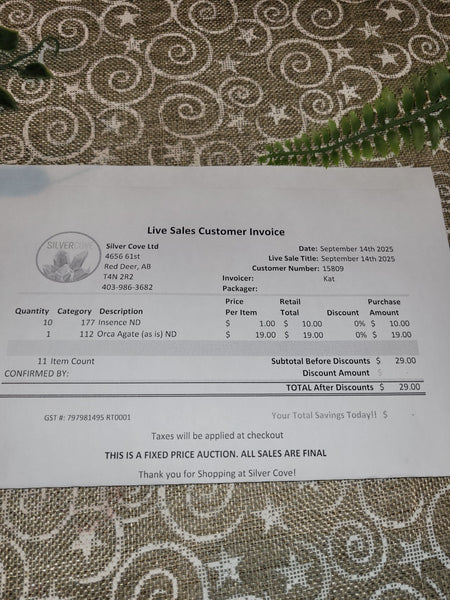 Live Sales Customer Invoice
SILVERCOVE
Silver Cove Ltd
4656 61st
Red Deer, AB
T4N 2R2
403-986-3682
Date: September 14th 2025
Live Sale Title: September 14th 2025
Customer Number: 15809
Invoicer: Kat
Packager:
Quantity Category Description Price Per Item Retail Total Discount Purchase Amount
10 177 Insence ND $ 1.00 $ 10.00 0% $ 10.00
1 112 Orca Agate (as is) ND $ 19.00 $ 19.00 0% $ 19.00
11 Item Count Subtotal Before Discounts $ 29.00
CONFIRMED BY: Discount Amount $
TOTAL After Discounts $ 29.00
GST #: 797981495 RT0001 Your Total Savings Today!! $ -
Taxes will be applied at checkout
THIS IS A FIXED PRICE AUCTION. ALL SALES ARE FINAL
Thank you for Shopping at Silver Cove!